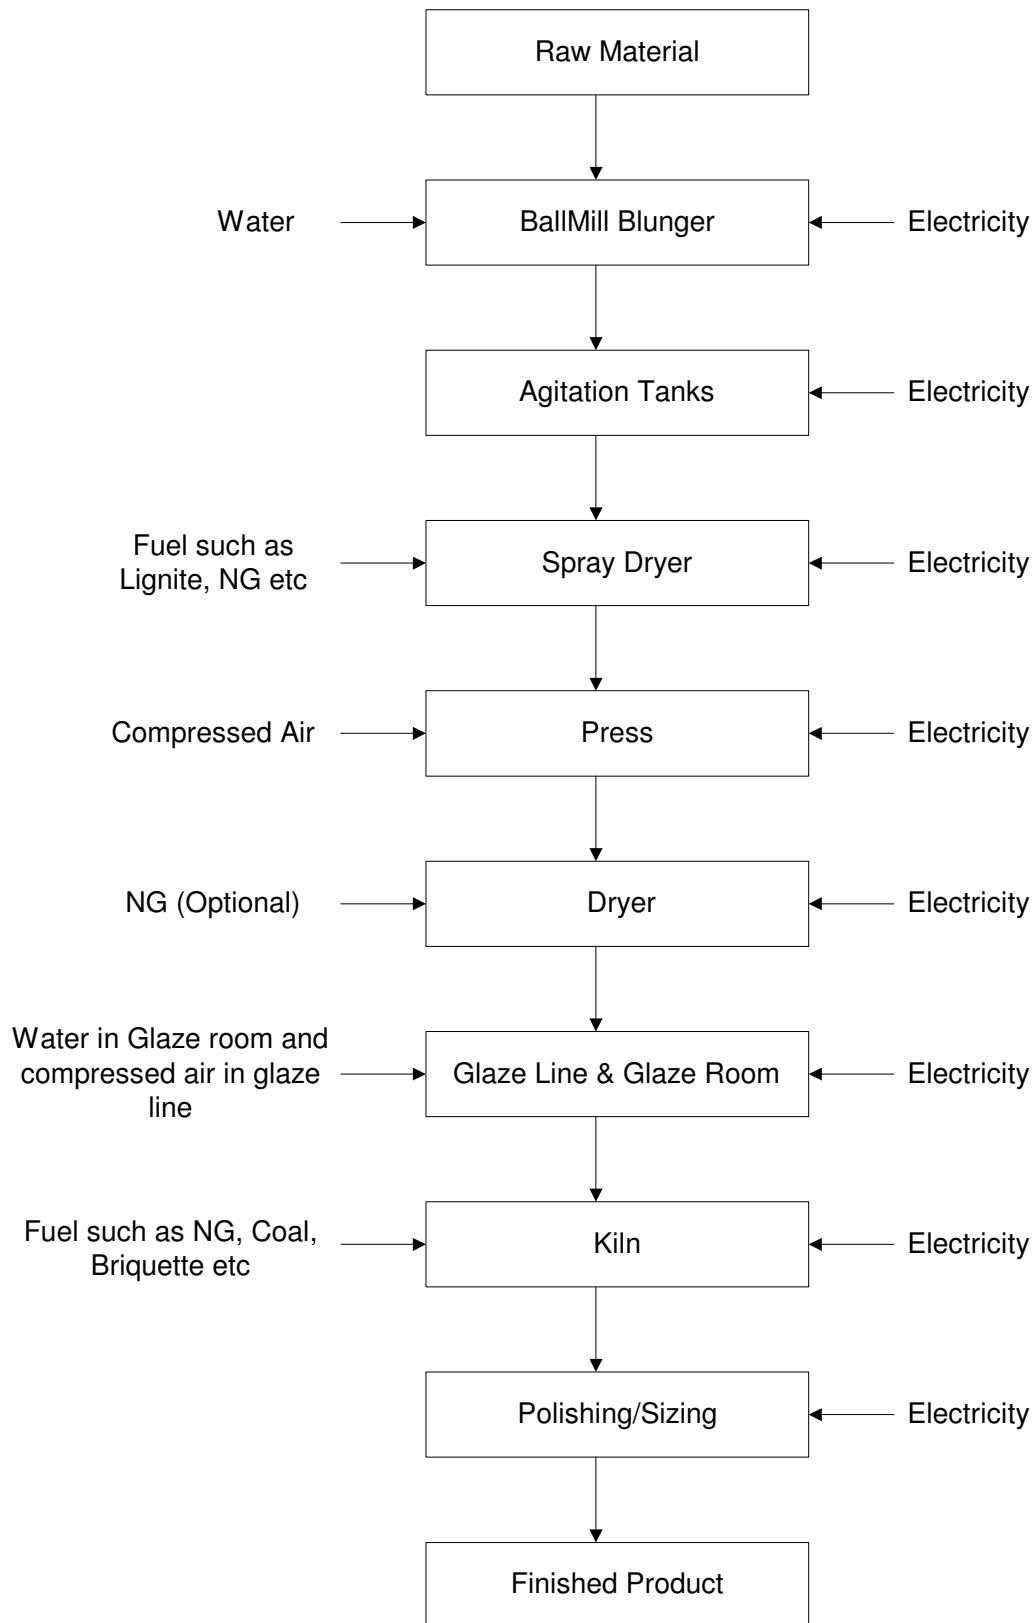 Raw Material
Water
BallMill Blunger
Electricity
Agitation Tanks
Electricity
Fuel such as
Lignite, NG etc
Spray Dryer
Electricity
Compressed Air
Press
Electricity
NG (Optional)
Dryer
Electricity
Water in Glaze room and
compressed air in glaze
line
Glaze Line & Glaze Room
Electricity
Fuel such as NG, Coal,
Briquette etc
Kiln
Electricity
Polishing/Sizing
Electricity
Finished Product